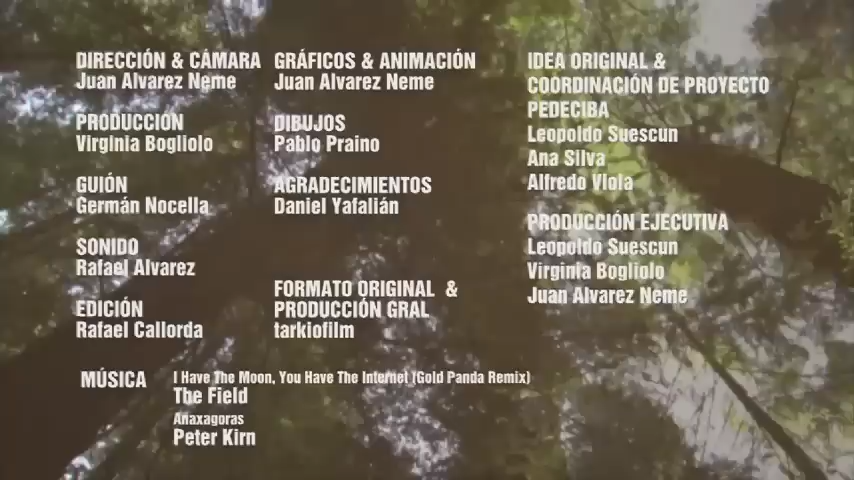 DIRECCIÓN & CÁMARA
Juan Alvarez Neme
PRODUCCIÓN
Virginia Bogliolo
GUIÓN
Germán Nocella
SONIDO
Rafael Alvarez
EDICIÓN
Rafael Callorda
GRÁFICOS & ANIMACIÓN
Juan Alvarez Neme
DIBUJOS
Pablo Praino
AGRADECIMIENTOS
Daniel Yafalián
FORMATO ORIGINAL &
PRODUCCIÓN GRAL
tarkiofilm
IDEA ORIGINAL &
COORDINACIÓN DE PROYECTO
PEDECIBA
Leopoldo Suescun
Ana Silva
Alfredo Viola
PRODUCCIÓN EJECUTIVA
Leopoldo Suescun
Virginia Bogliolo
Juan Alvarez Neme
MÚSICA
I Have The Moon, You Have The Internet (Gold Panda Remix)
The Field
Anaxagoras
Peter Kirn